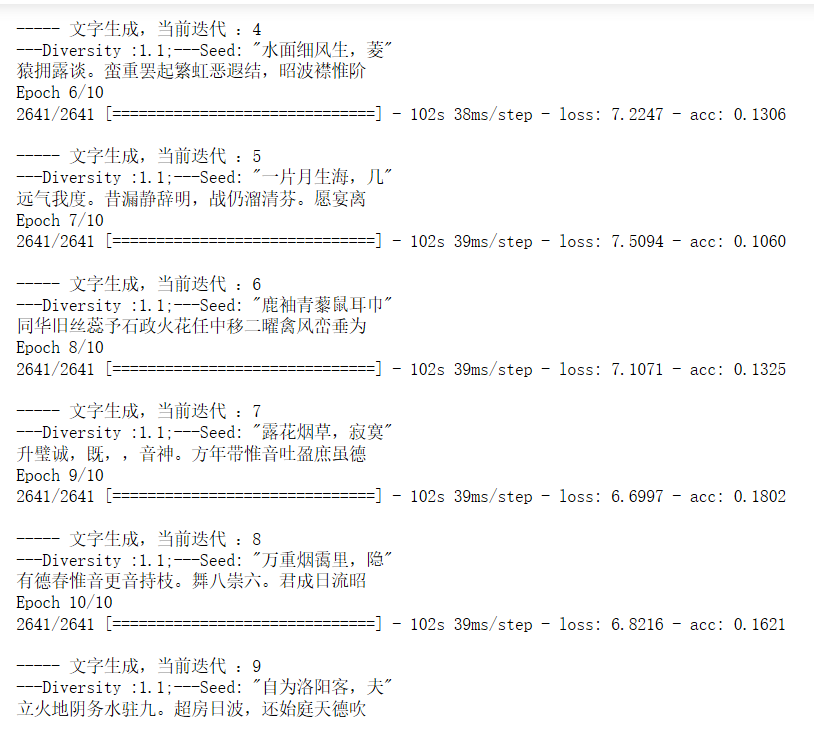 ----- 文字生成，当前迭代 ：4
---Diversity :1.1;---Seed: "水面细风生，菱"
猿拥露谈。蛮重罢起繁虹恶遐结，昭波襟惟阶
Epoch 6/10
2641/2641 [==============================] - 102s 38ms/step - loss: 7.2247 - acc: 0.1306
----- 文字生成，当前迭代 ：5
---Diversity :1.1;---Seed: "一片月生海，几"
远气我度。昔漏静辞明，战仍溜清芬。愿宴离
Epoch 7/10
2641/2641 [==============================] - 102s 39ms/step - loss: 7.5094 - acc: 0.1060
----- 文字生成，当前迭代 ：6
---Diversity :1.1;---Seed: "鹿袖青藜鼠耳巾"
同华旧丝蕊予石政火花任中移二曜禽风峦垂为
Epoch 8/10
2641/2641 [==============================] - 102s 39ms/step - loss: 7.1071 - acc: 0.1325
----- 文字生成，当前迭代 ：7
---Diversity :1.1;---Seed: "露花烟草，寂寞"
升璧诚，既，，音神。方年带惟音吐盈庶虽德
Epoch 9/10
2641/2641 [==============================] - 102s 39ms/step - loss: 6.6997 - acc: 0.1802
----- 文字生成，当前迭代 ：8
---Diversity :1.1;---Seed: "万重烟霭里，隐"
有德春惟音更音持枝。舞八崇六。君成日流昭
Epoch 10/10
2641/2641 [==============================] - 102s 39ms/step - loss: 6.8216 - acc: 0.1621
----- 文字生成，当前迭代 ：9
---Diversity :1.1;---Seed: "自为洛阳客，夫"
立火地阴务水驻九。超房日波，还始庭天德吹